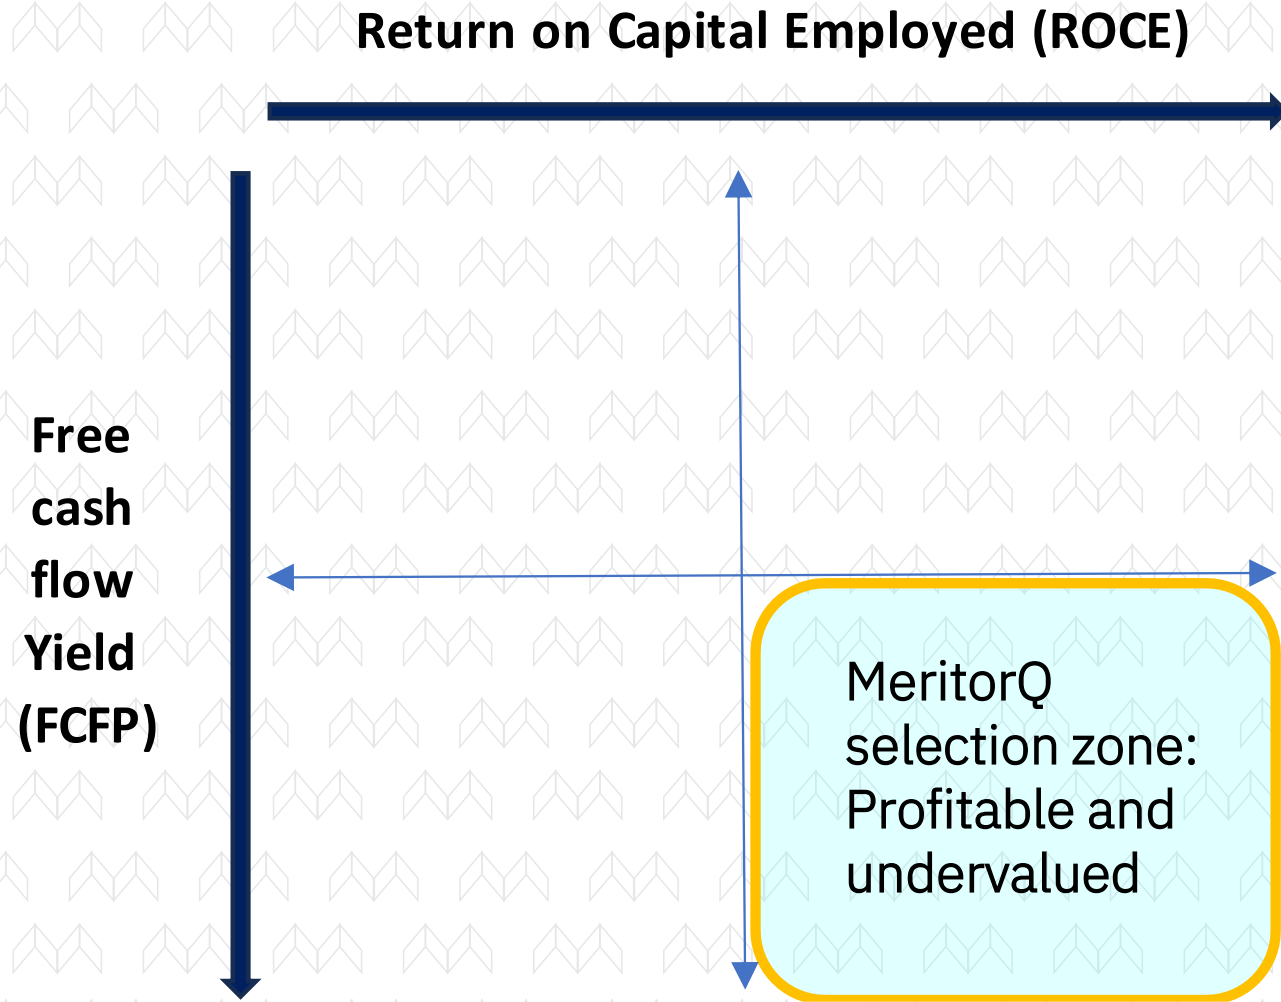 Return on Capital Employed (ROCE)
Free
cash
flow
Yield
(FCFP)
MeritorQ
selection zone:
Profitable and
undervalued